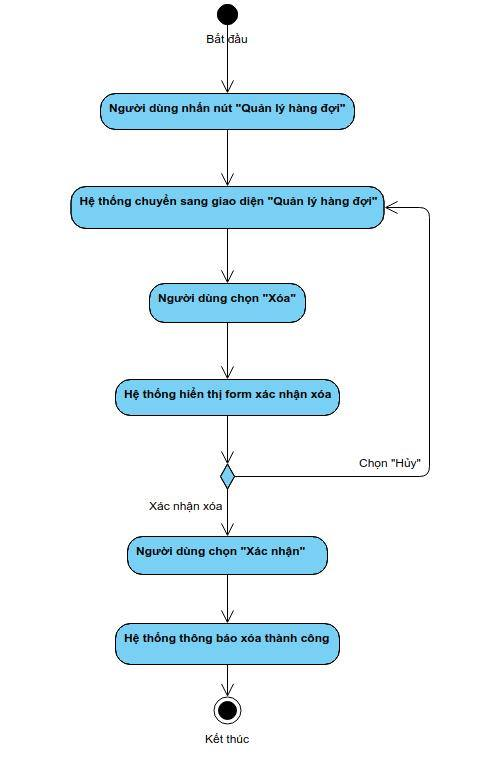 Bắt đầu
Người dùng nhấn nút "Quản lý hàng đợi"
Hệ thống chuyển sang giao diện "Quản lý hàng đợi"
Người dùng chọn "Xóa"
Hệ thống hiển thị form xác nhận xóa
Chọn "Hủy"
Xác nhận xóa
Người dùng chọn "Xác nhận"
Hệ thống thông báo xóa thành công
Kết thúc